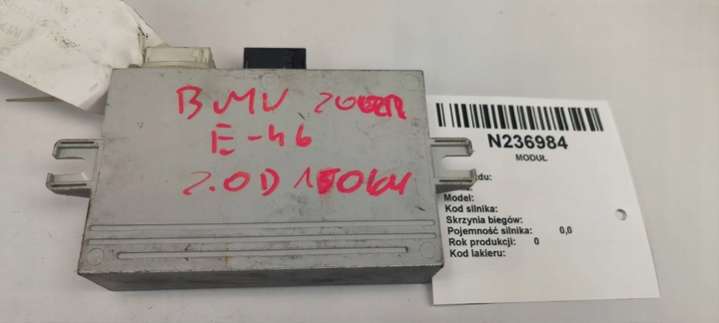 BMW 2002R
E-46
2.0D 150KM
N236984
MODUŁ
du:
Model:
Kod silnika:
Skrzynia biegów:
Pojemność silnika: 0,0
Rok produkcji: 0
Kod lakieru: